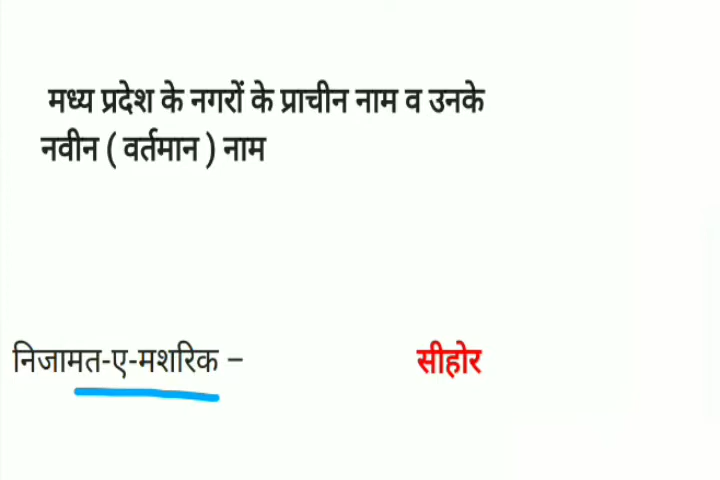 मध्य प्रदेश के नगरों के प्राचीन नाम व उनके
नवीन ( वर्तमान ) नाम
निजामत-ए-मशरिक – सीहोर